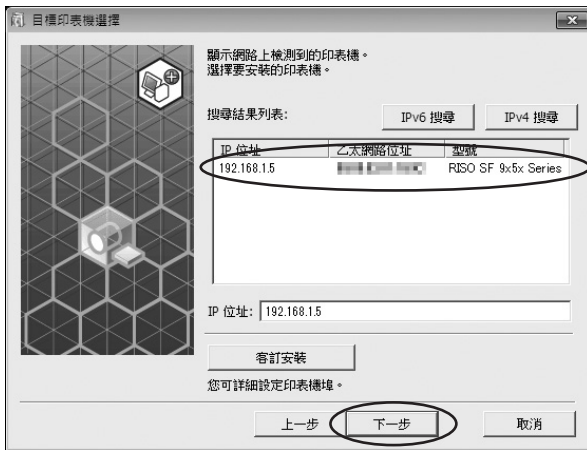 目標印表機選擇
顯示網路上檢測到的印表機。
選擇要安裝的印表機。
搜尋結果列表:
IPv6 搜尋
IPv4 搜尋
IP 位址 乙太網路位址 型號
192.168.1.5 RISO SF 9x5x Series
IP 位址: 192.168.1.5
客訂安裝
您可詳細設定印表機埠。
上一步
下一步
取消